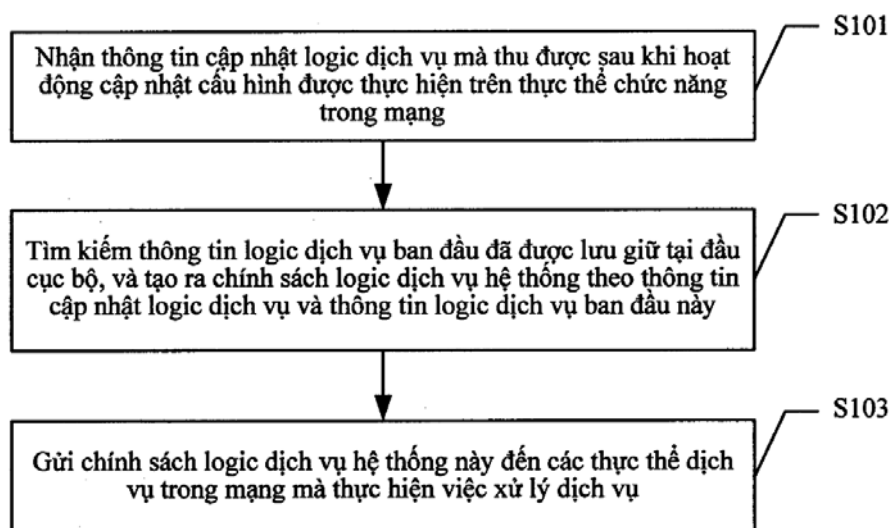 S101
Nhận thông tin cập nhật logic dịch vụ mà thu được sau khi hoạt
động cập nhật cấu hình được thực hiện trên thực thể chức năng
trong mạng
S102
Tìm kiếm thông tin logic dịch vụ ban đầu đã được lưu giữ tại đầu
cục bộ, và tạo ra chính sách logic dịch vụ hệ thống theo thông tin
cập nhật logic dịch vụ và thông tin logic dịch vụ ban đầu này
S103
Gửi chính sách logic dịch vụ hệ thống này đến các thực thể dịch
vụ trong mạng mà thực hiện việc xử lý dịch vụ